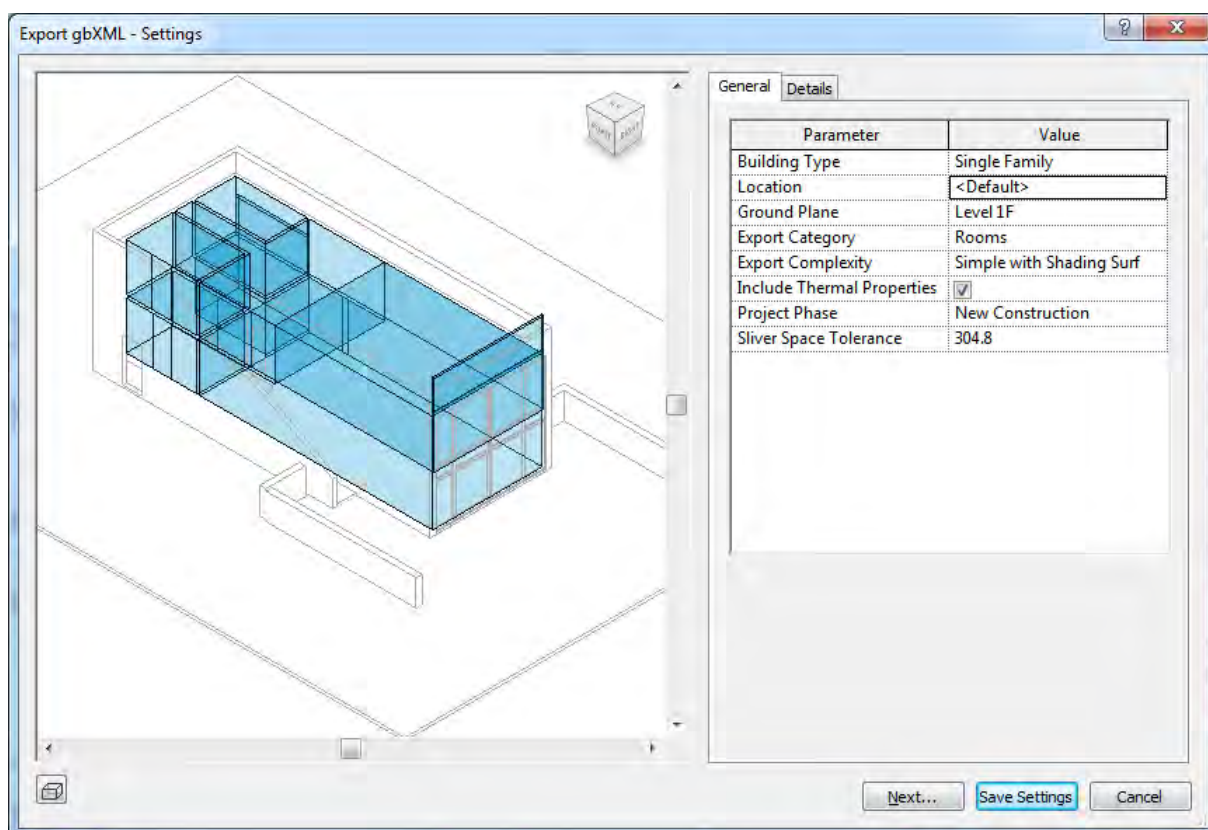 Export gbXML - Settings
General Details
Parameter Value
Building Type Single Family
Location <Default>
Ground Plane Level 1F
Export Category Rooms
Export Complexity Simple with Shading Surf
Include Thermal Properties
Project Phase New Construction
Sliver Space Tolerance 304.8
Next... Save Settings Cancel